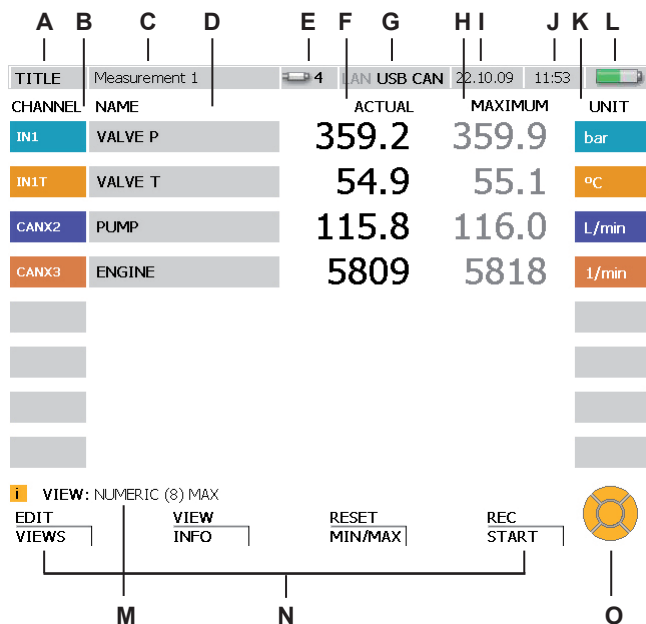 A B C D E F G H I J K L
TITLE Measurement 1 4 LAN USB CAN 22.10.09 11:53
CHANNEL NAME ACTUAL MAXIMUM UNIT
IN1 VALVE P 359.2 359.9 bar
IN1T VALVE T 54.9 55.1 ºC
CANX2 PUMP 115.8 116.0 L/min
CANX3 ENGINE 5809 5818 1/min
i VIEW: NUMERIC (8) MAX
EDIT VIEW RESET REC
VIEWS INFO MIN/MAX START
M N O